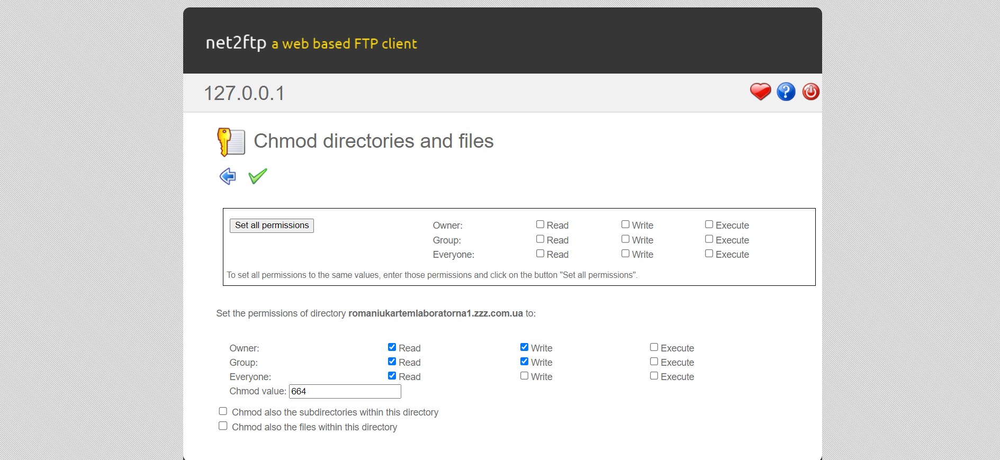 net2ftp a web based FTP client
127.0.0.1
Chmod directories and files
Set all permissions
Owner: Read Write Execute
Group: Read Write Execute
Everyone: Read Write Execute
To set all permissions to the same values, enter those permissions and click on the button "Set all permissions".
Set the permissions of directory romaniukartemlaboratorna1.zzz.com.ua to:
Owner: Read Write Execute
Group: Read Write Execute
Everyone: Read Write Execute
Chmod value: 664
Chmod also the subdirectories within this directory
Chmod also the files within this directory